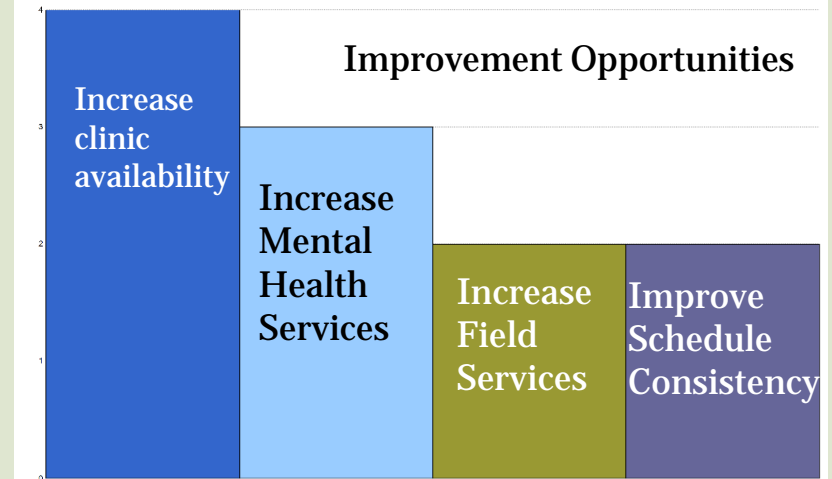 Improvement Opportunities
4
3
2
1
0
Increase
clinic
availability
Increase
Mental
Health
Services
Increase
Field
Services
Improve
Schedule
Consistency